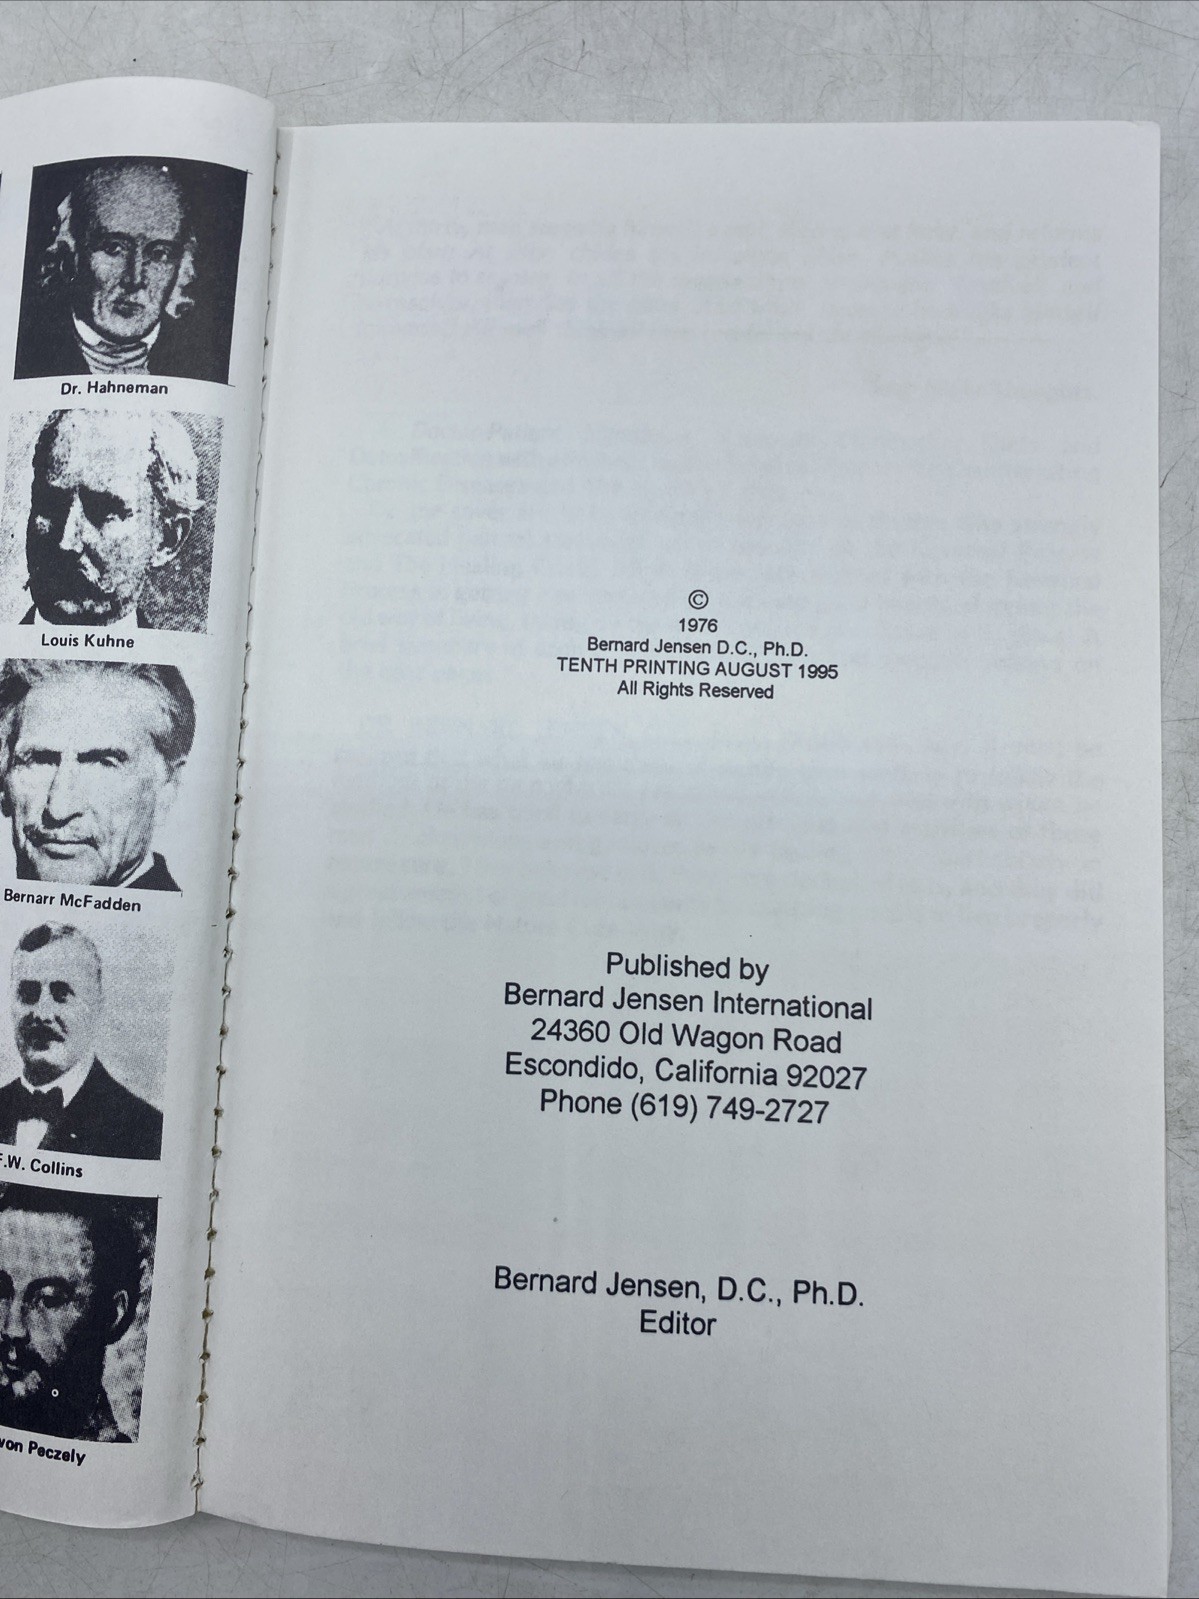 Dr. Hahneman
Louis Kuhne
Bernarr McFadden
F.W. Collins
von Peczely
©
1976
Bernard Jensen D.C., Ph.D.
TENTH PRINTING AUGUST 1995
All Rights Reserved
Published by
Bernard Jensen International
24360 Old Wagon Road
Escondido, California 92027
Phone (619) 749-2727
Bernard Jensen, D.C., Ph.D.
Editor